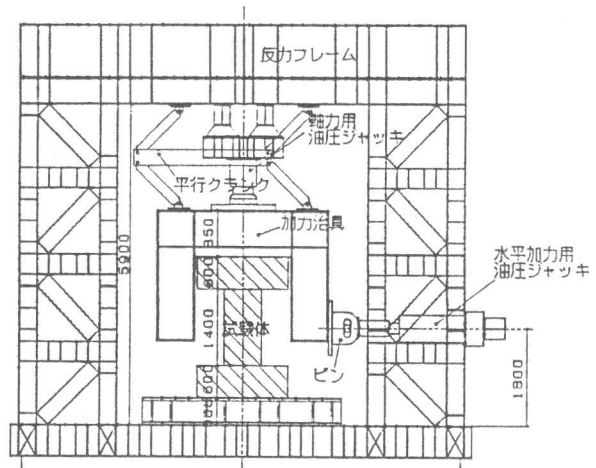 反力フレーム
軸力用
油圧ジャッキ
平行クランク
加力治具
水平加力用
油圧ジャッキ
試験体
ピン
5900
850
600
1400
600
1800